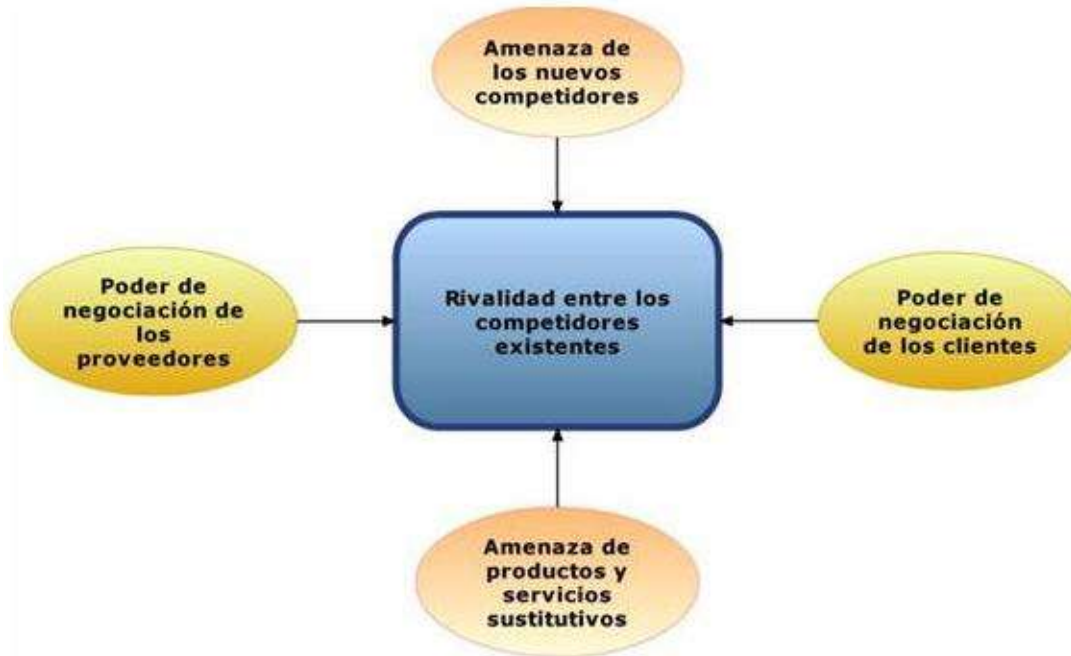 Amenaza de
los nuevos
competidores
Poder de
negociación de
los
proveedores
Rivalidad entre los
competidores
existentes
Poder de
negociación
de los clientes
Amenaza de
productos y
servicios
sustitutivos